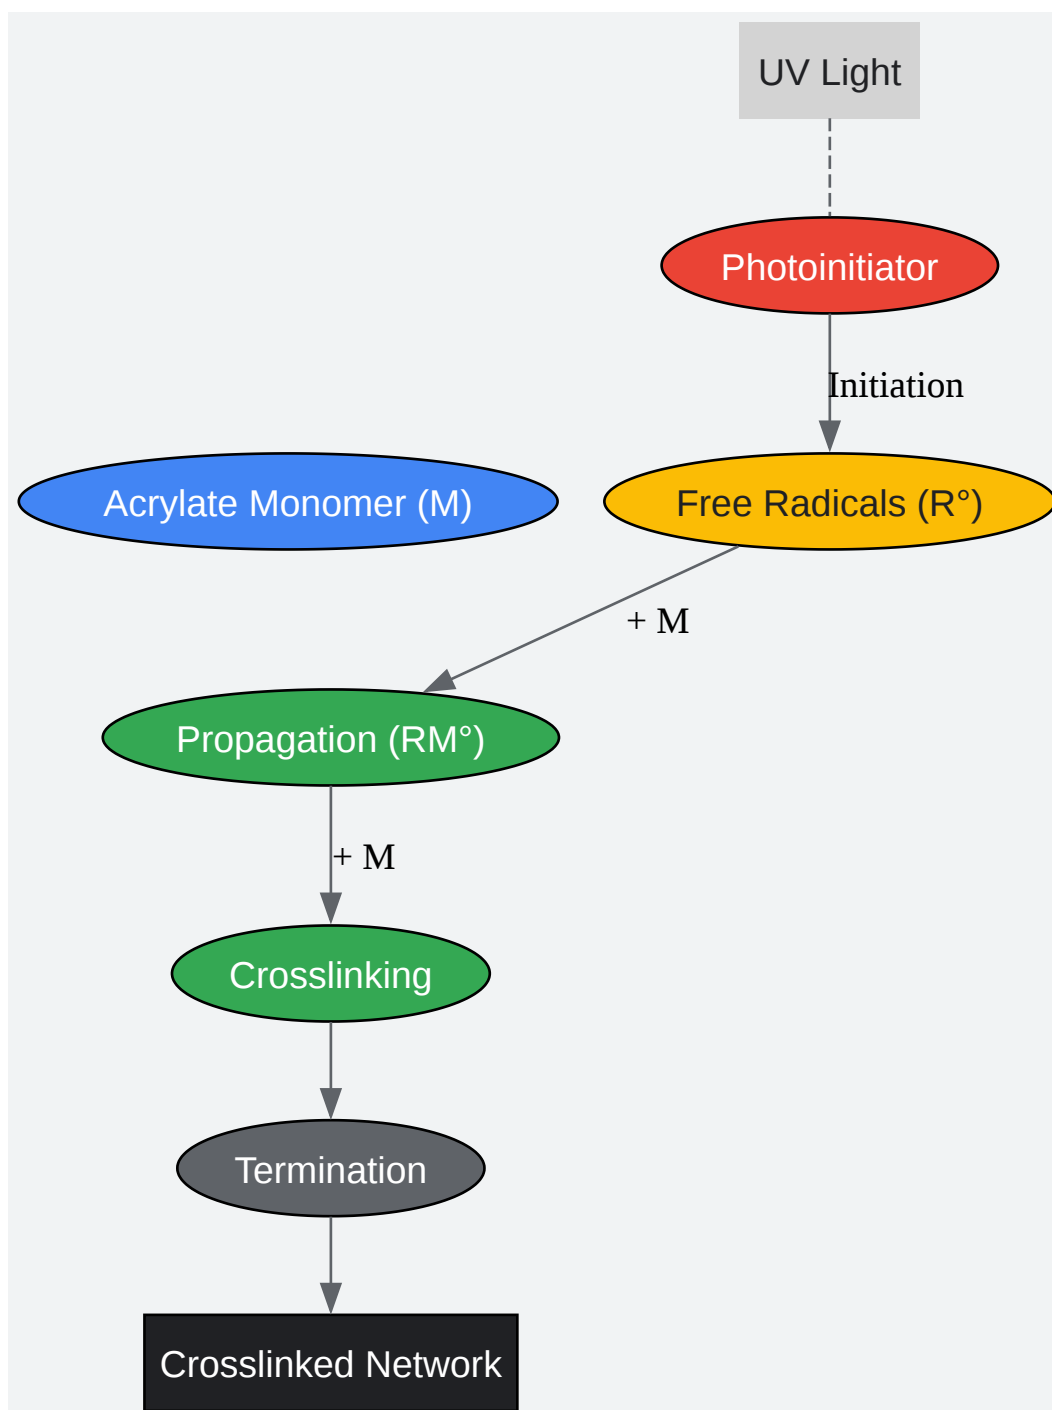 UV Light
Photoinitiator
Initiation
Acrylate Monomer (M)
Free Radicals (R°)
+ M
Propagation (RM°)
+ M
Crosslinking
Termination
Crosslinked Network